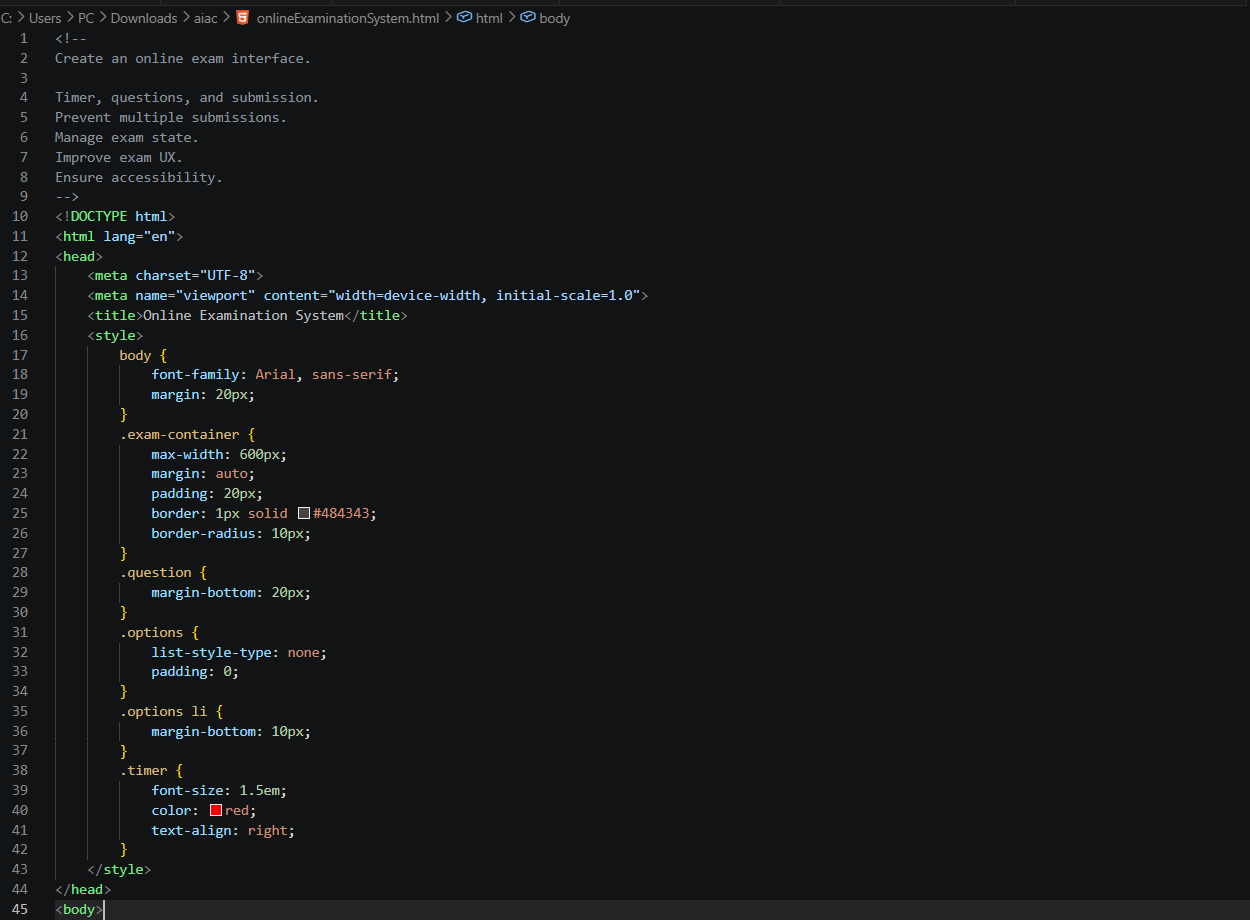 C: > Users > PC > Downloads > aiac > onlineExaminationSystem.html > html > body
1 <!--
2 Create an online exam interface.
3
4 Timer, questions, and submission.
5 Prevent multiple submissions.
6 Manage exam state.
7 Improve exam UX.
8 Ensure accessibility.
9 -->
10 <!DOCTYPE html>
11 <html lang="en">
12 <head>
13     <meta charset="UTF-8">
14     <meta name="viewport" content="width=device-width, initial-scale=1.0">
15     <title>Online Examination System</title>
16     <style>
17         body {
18             font-family: Arial, sans-serif;
19             margin: 20px;
20         }
21         .exam-container {
22             max-width: 600px;
23             margin: auto;
24             padding: 20px;
25             border: 1px solid #484343;
26             border-radius: 10px;
27         }
28         .question {
29             margin-bottom: 20px;
30         }
31         .options {
32             list-style-type: none;
33             padding: 0;
34         }
35         .options li {
36             margin-bottom: 10px;
37         }
38         .timer {
39             font-size: 1.5em;
40             color: red;
41             text-align: right;
42         }
43     </style>
44 </head>
45 <body>